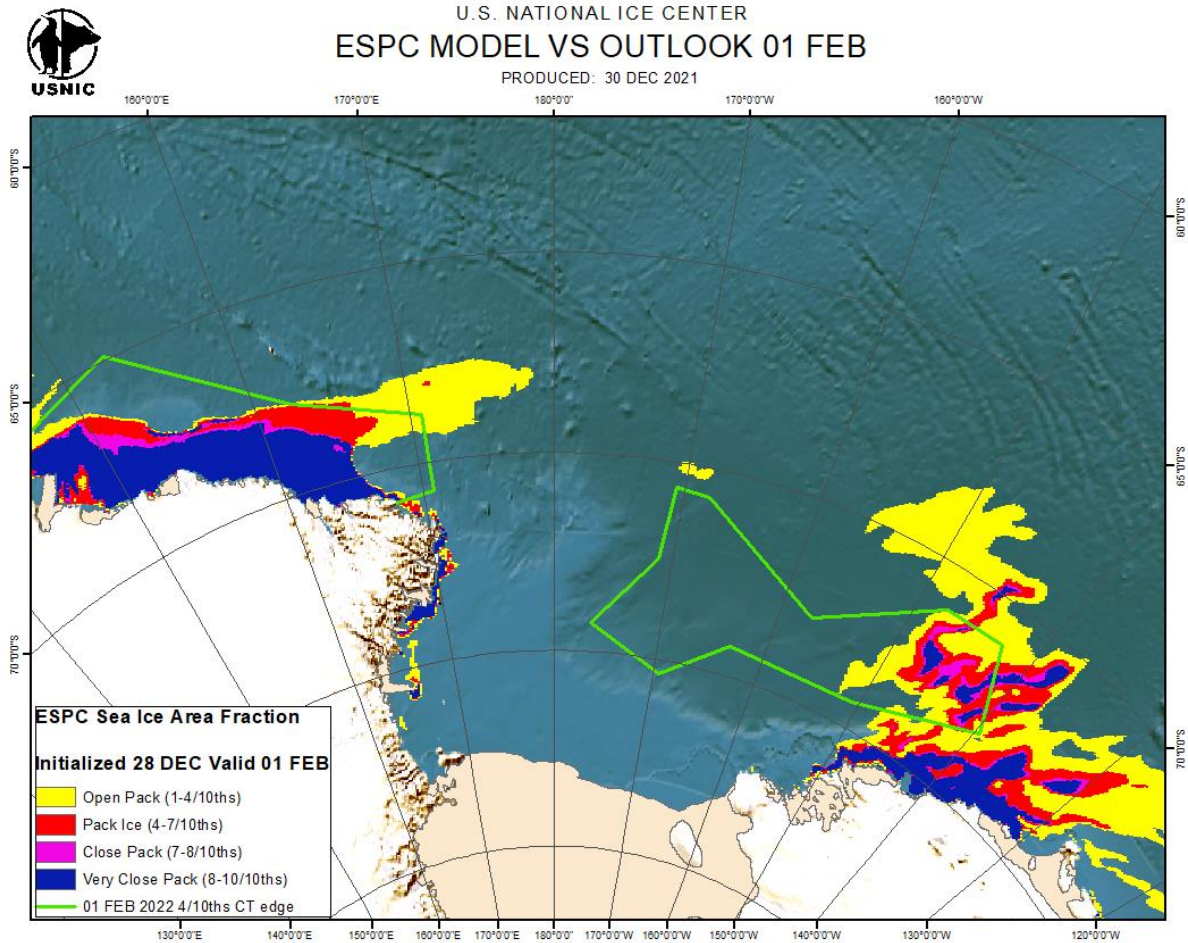 U.S. NATIONAL ICE CENTER
ESPC MODEL VS OUTLOOK 01 FEB
PRODUCED: 30 DEC 2021
USNIC
160°0'0"E 170°0'0"E 180°0'0" 170°0'0"W 160°0'0"W
60°0'0"S 60°0'0"S
65°0'0"S 65°0'0"S
70°0'0"S 70°0'0"S
ESPC Sea Ice Area Fraction
Initialized 28 DEC Valid 01 FEB
Open Pack (1-4/10ths)
Pack Ice (4-7/10ths)
Close Pack (7-8/10ths)
Very Close Pack (8-10/10ths)
01 FEB 2022 4/10ths CT edge
130°0'0"E 140°0'0"E 150°0'0"E 160°0'0"E 170°0'0"E 180°0'0" 170°0'0"W 160°0'0"W 150°0'0"W 140°0'0"W 130°0'0"W 120°0'0"W